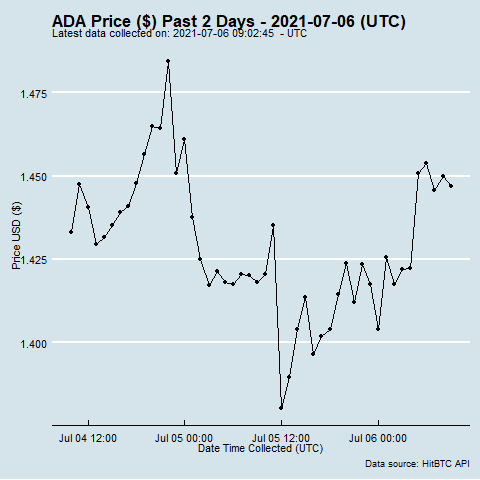 ADA Price ($) Past 2 Days - 2021-07-06 (UTC)
Latest data collected on: 2021-07-06 09:02:45 - UTC
1.475
1.450
1.425
1.400
Price USD ($)
Jul 04 12:00 Jul 05 00:00 Jul 05 12:00 Jul 06 00:00
Date Time Collected (UTC)
Data source: HitBTC API